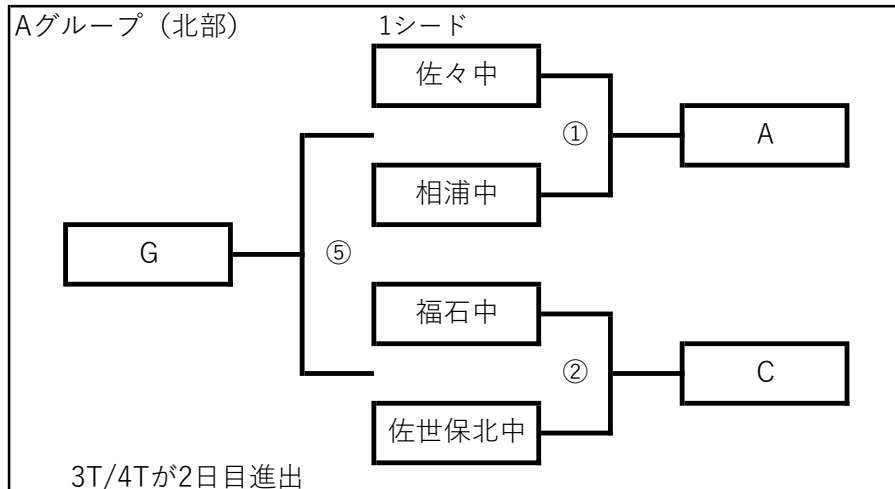 Aグループ（北部）
1シード
佐々中
①
A
相浦中
G
⑤
福石中
②
C
佐世保北中
3T/4Tが2日目進出